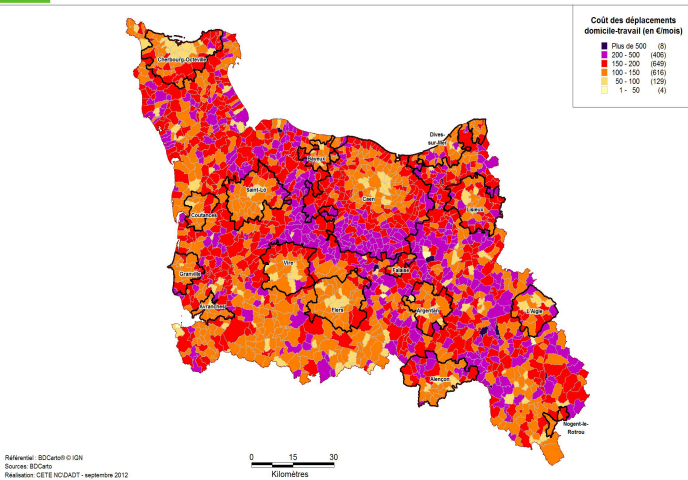 Coût des déplacements
domicile-travail (en €/mois)
Plus de 500 (8)
200 - 500 (406)
150 - 200 (649)
100 - 150 (616)
50 - 100 (129)
1 - 50 (4)
Cherbourg-Octeville
Dives-
sur-Mer
Bayeux
Saint-Lô
Caen
Lisieux
Coutances
Vire
Falaise
Granville
Avranches
Flers
Argentan
L'Aigle
Alençon
Nogent-le-
Rotrou
Référentiel : BDCarto® © IGN
Sources: BDCarto
Réalisation: CETE NC\DADT - septembre 2012
0 15 30
Kilomètres